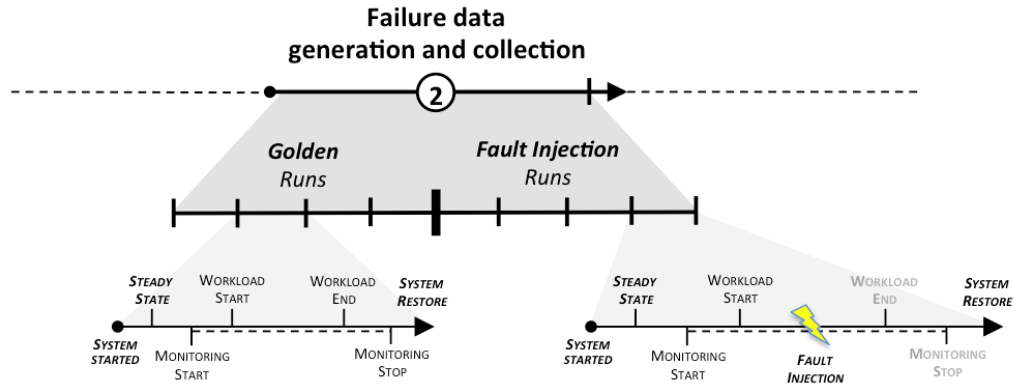 Failure data
generation and collection
2
Golden
Runs
Fault Injection
Runs
STEADY
STATE
WORKLOAD
START
WORKLOAD
END
SYSTEM
RESTORE
SYSTEM
STARTED
MONITORING
START
MONITORING
STOP
STEADY
STATE
WORKLOAD
START
WORKLOAD
END
SYSTEM
RESTORE
SYSTEM
STARTED
MONITORING
START
FAULT
INJECTION
MONITORING
STOP